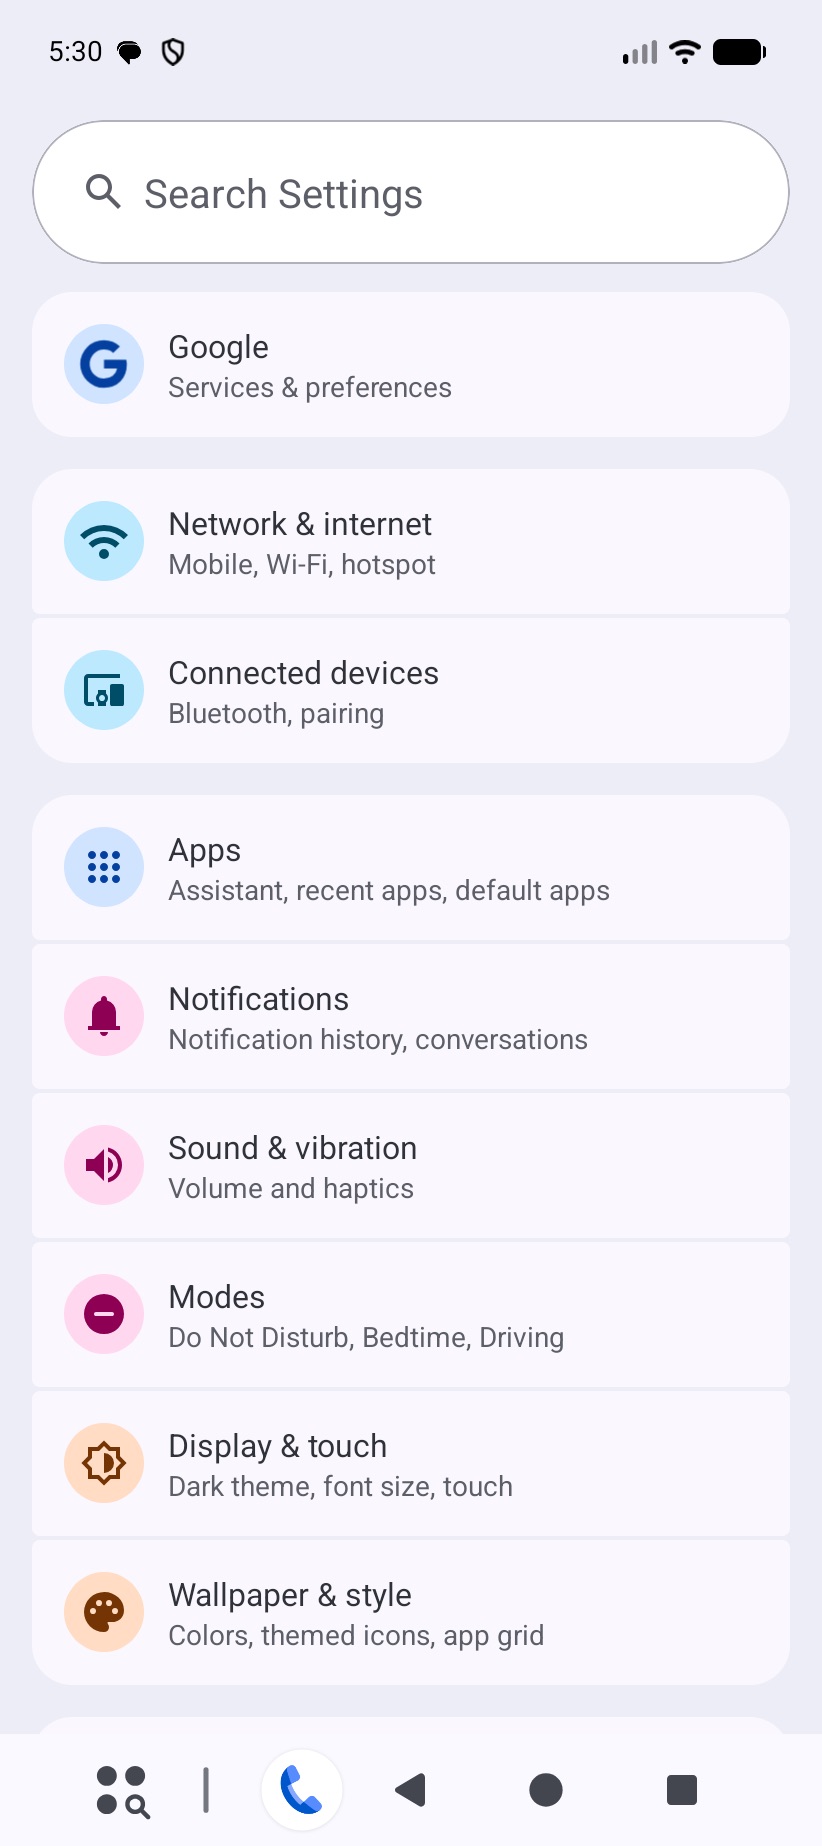 5:30
Search Settings
Google
Services & preferences
Network & internet
Mobile, Wi-Fi, hotspot
Connected devices
Bluetooth, pairing
Apps
Assistant, recent apps, default apps
Notifications
Notification history, conversations
Sound & vibration
Volume and haptics
Modes
Do Not Disturb, Bedtime, Driving
Display & touch
Dark theme, font size, touch
Wallpaper & style
Colors, themed icons, app grid